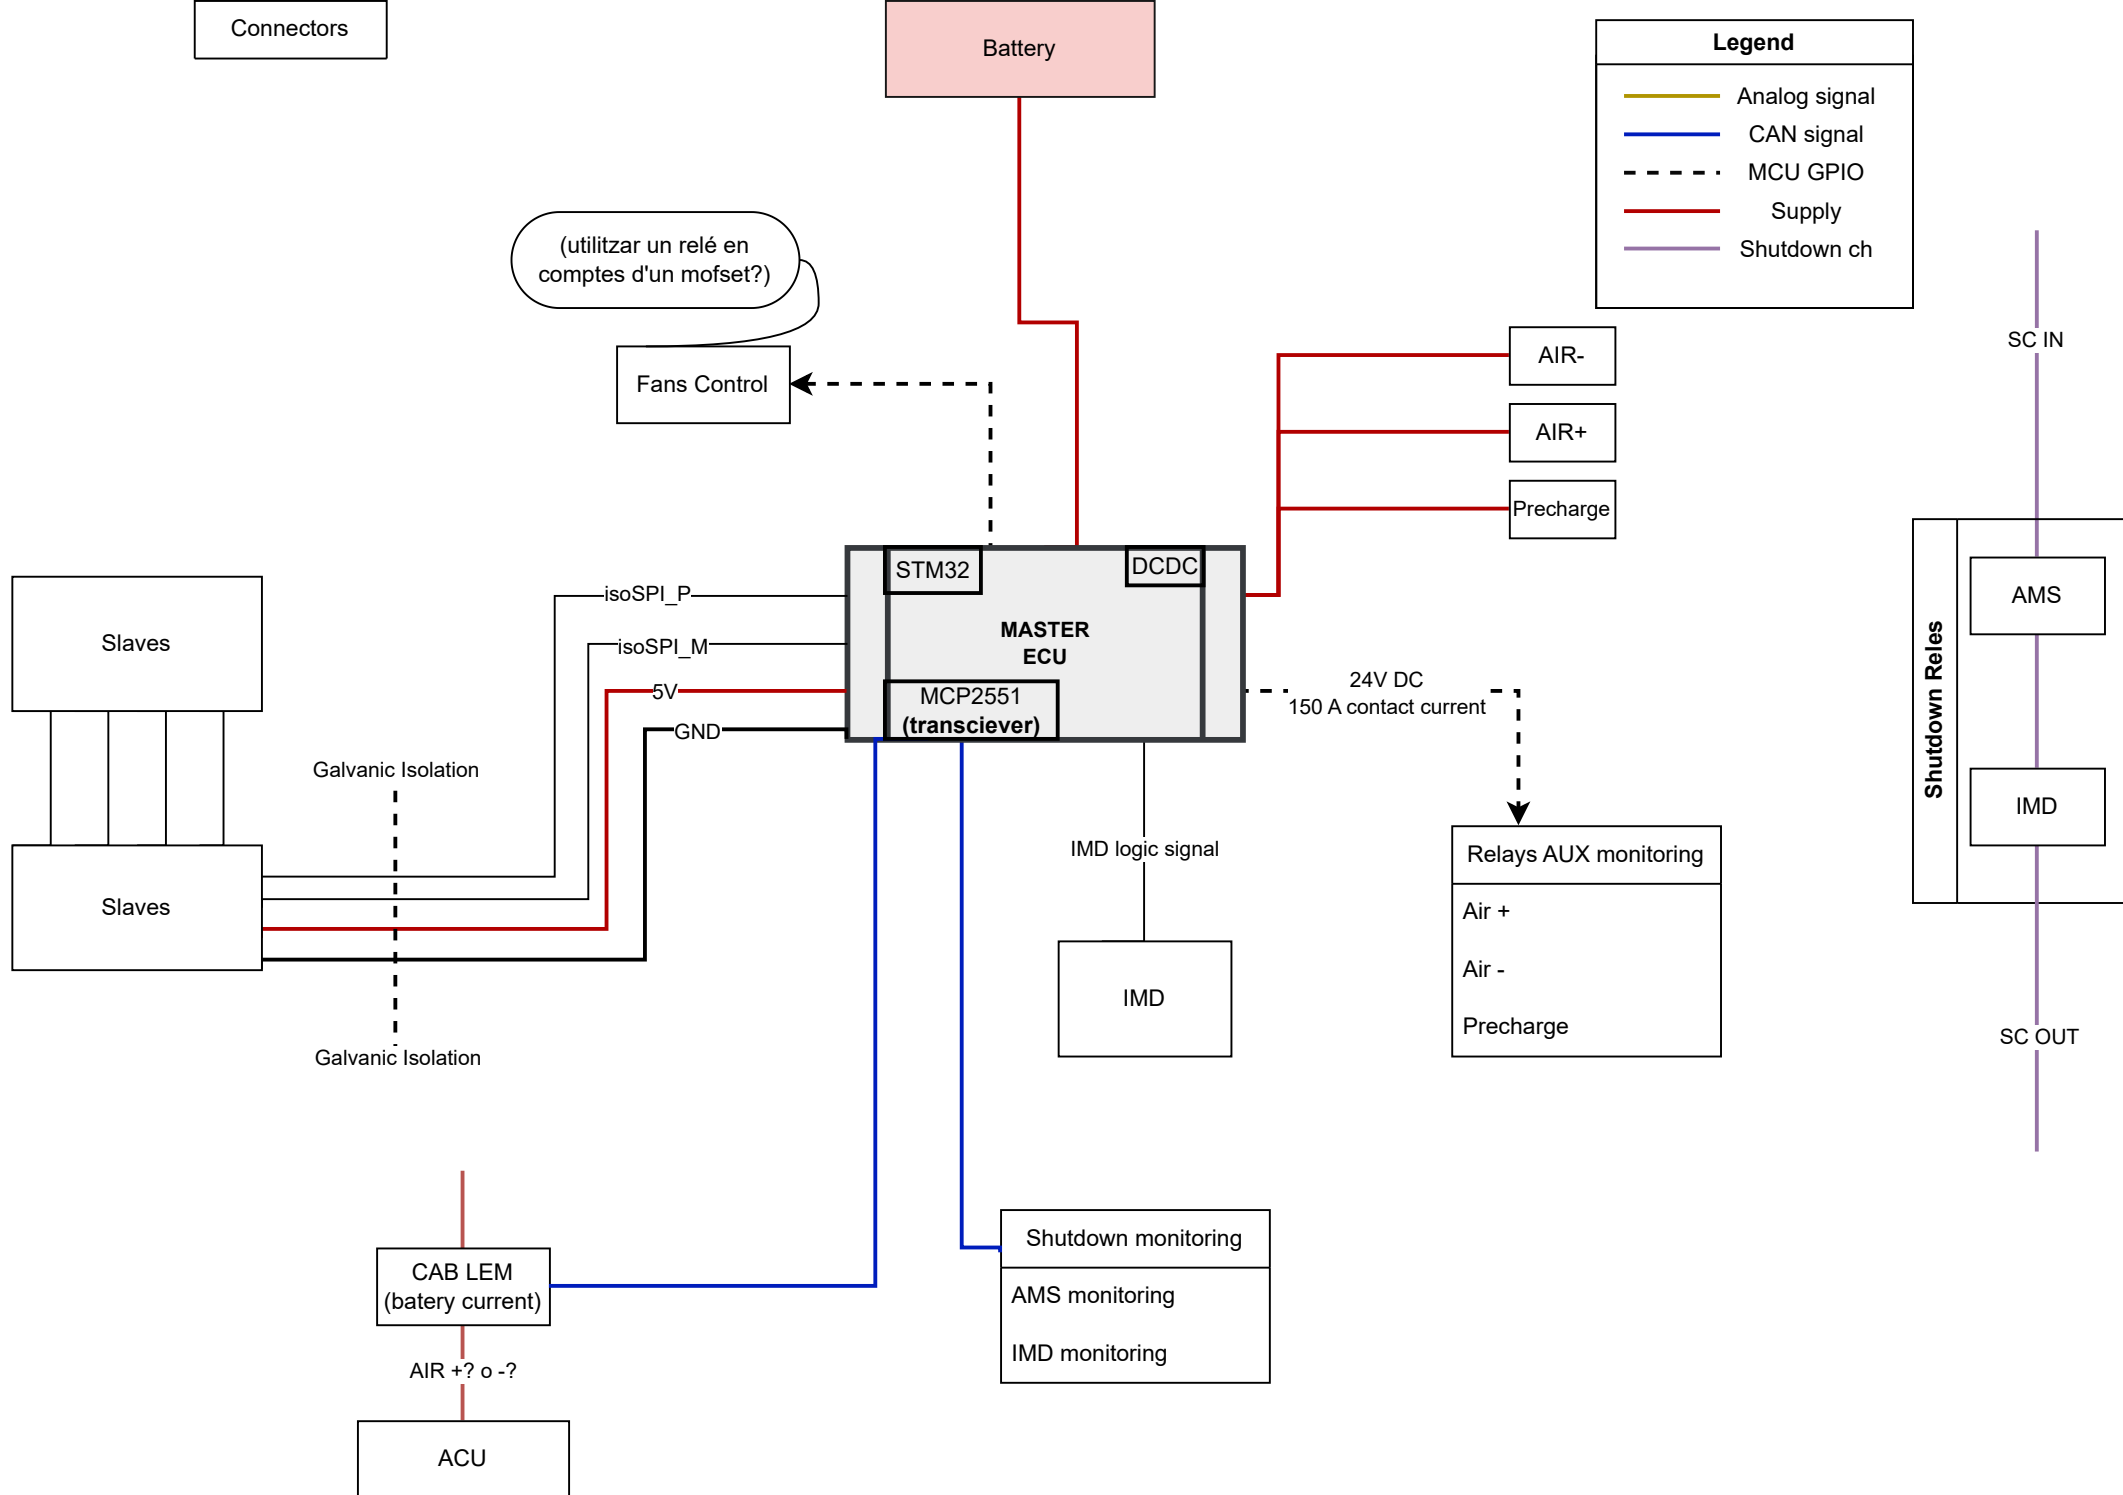 Connectors
Battery
Legend
Analog signal
CAN signal
MCU GPIO
Supply
Shutdown ch
(utilitzar un relé en
comptes d'un mofset?)
Fans Control
AIR-
AIR+
Precharge
SC IN
Shutdown Reles
AMS
IMD
SC OUT
STM32
DCDC
MASTER
ECU
MCP2551
(transciever)
isoSPI_P
isoSPI_M
5V
GND
Slaves
Slaves
Galvanic Isolation
Galvanic Isolation
24V DC
150 A contact current
IMD logic signal
IMD
Relays AUX monitoring
Air +
Air -
Precharge
CAB LEM
(batery current)
AIR +? o -?
ACU
Shutdown monitoring
AMS monitoring
IMD monitoring